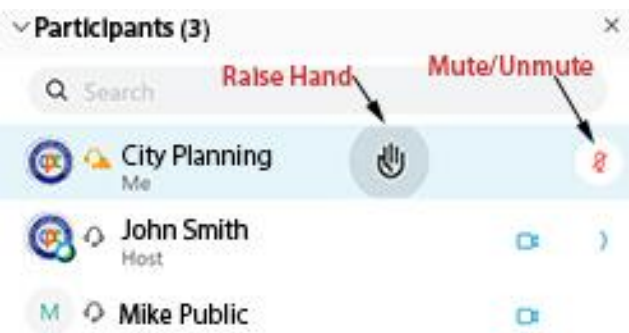 Participants (3)
Search
Raise Hand
Mute/Unmute
City Planning
Me
John Smith
Host
M Mike Public